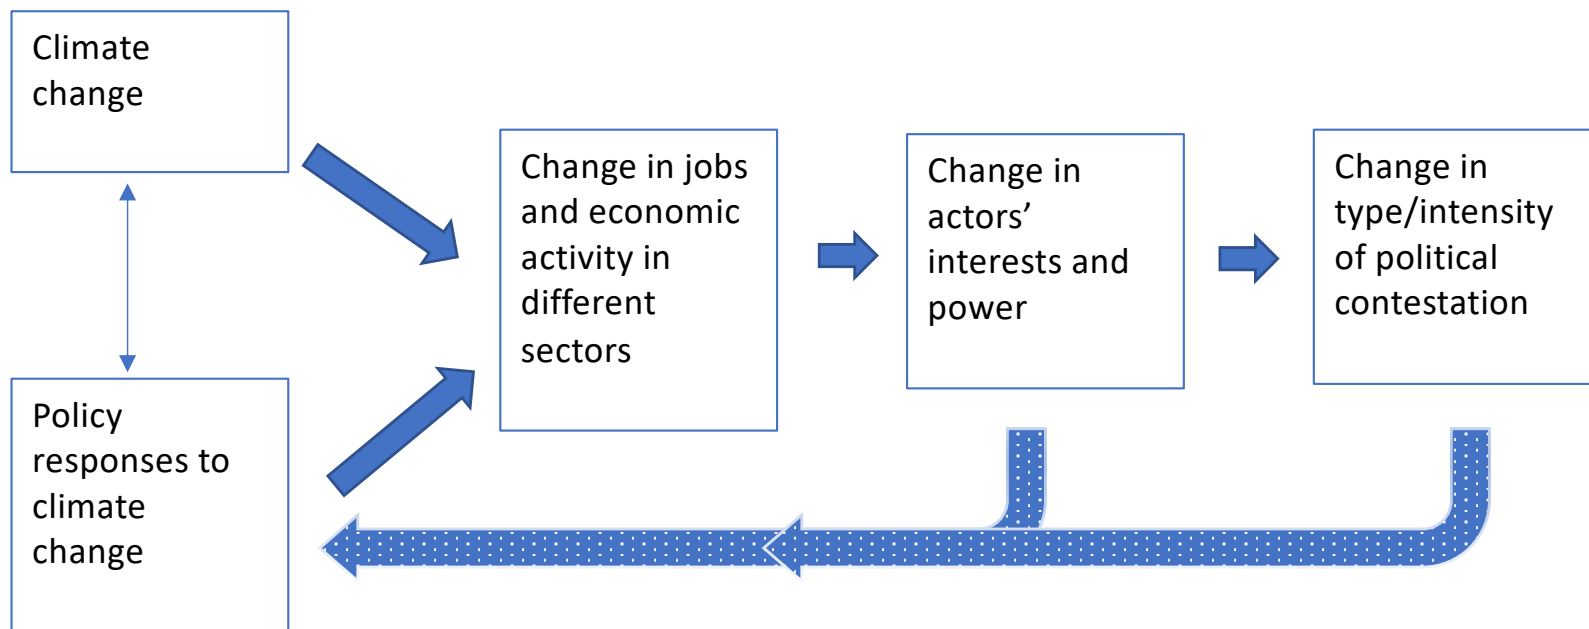 Climate
change
Change in jobs
and economic
activity in
different
sectors
Change in
actors’
interests and
power
Change in
type/intensity
of political
contestation
Policy
responses to
climate
change